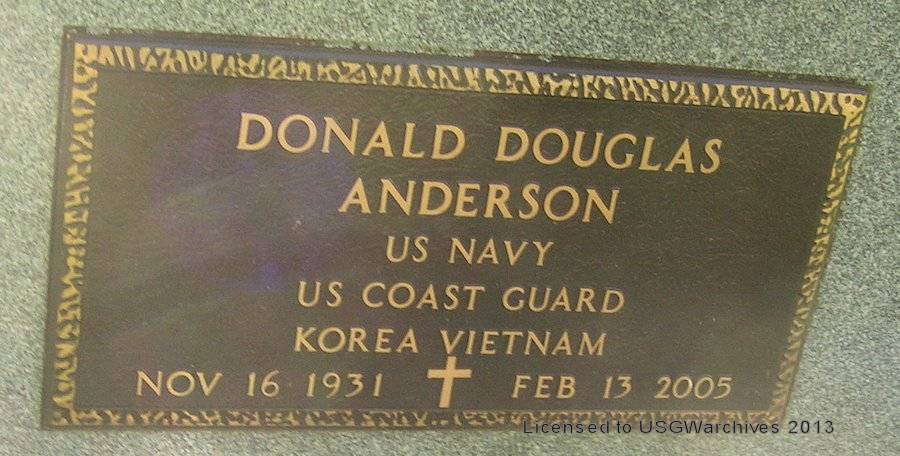 DONALD DOUGLAS
ANDERSON
US NAVY
US COAST GUARD
KOREA VIETNAM
NOV 16 1931 FEB 13 2005
Licensed to USGWarchives 2013